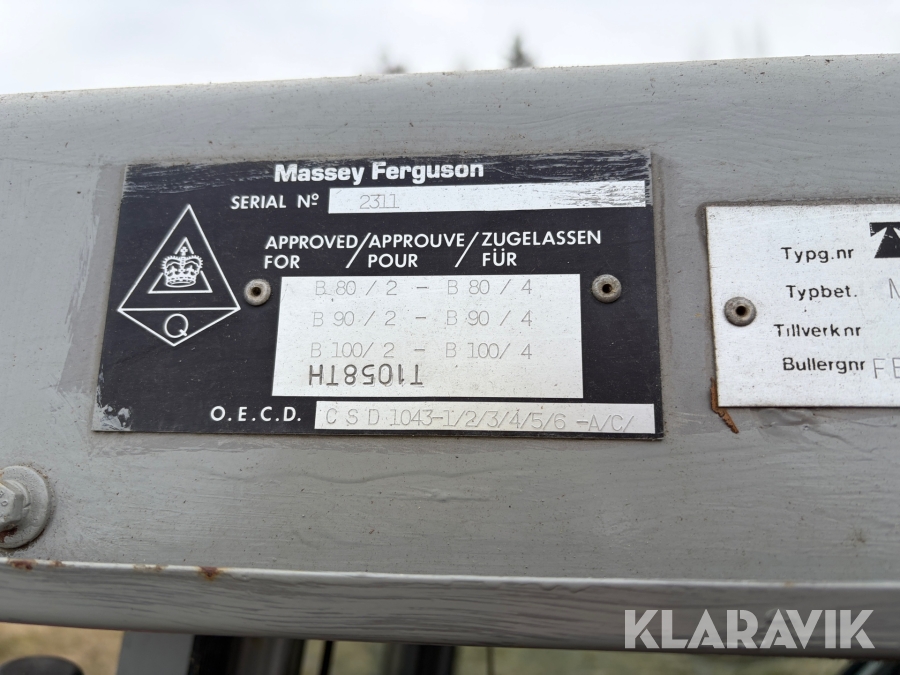 Massey Ferguson
SERIAL Nº 2311
APPROVED/APPROUVE/ZUGELASSEN
FOR / POUR / FÜR
B 80 / 2 - B 80 / 4
B 90 / 2 - B 90 / 4
B 100/ 2 - B 100/ 4
T1058TH
O.E.C.D. C S D 1043-1/2/3/4/5/6 -A/C/
Q
Typg.nr
Typbet.
Tillverknr
Bullergnr FE
KLARAVIK